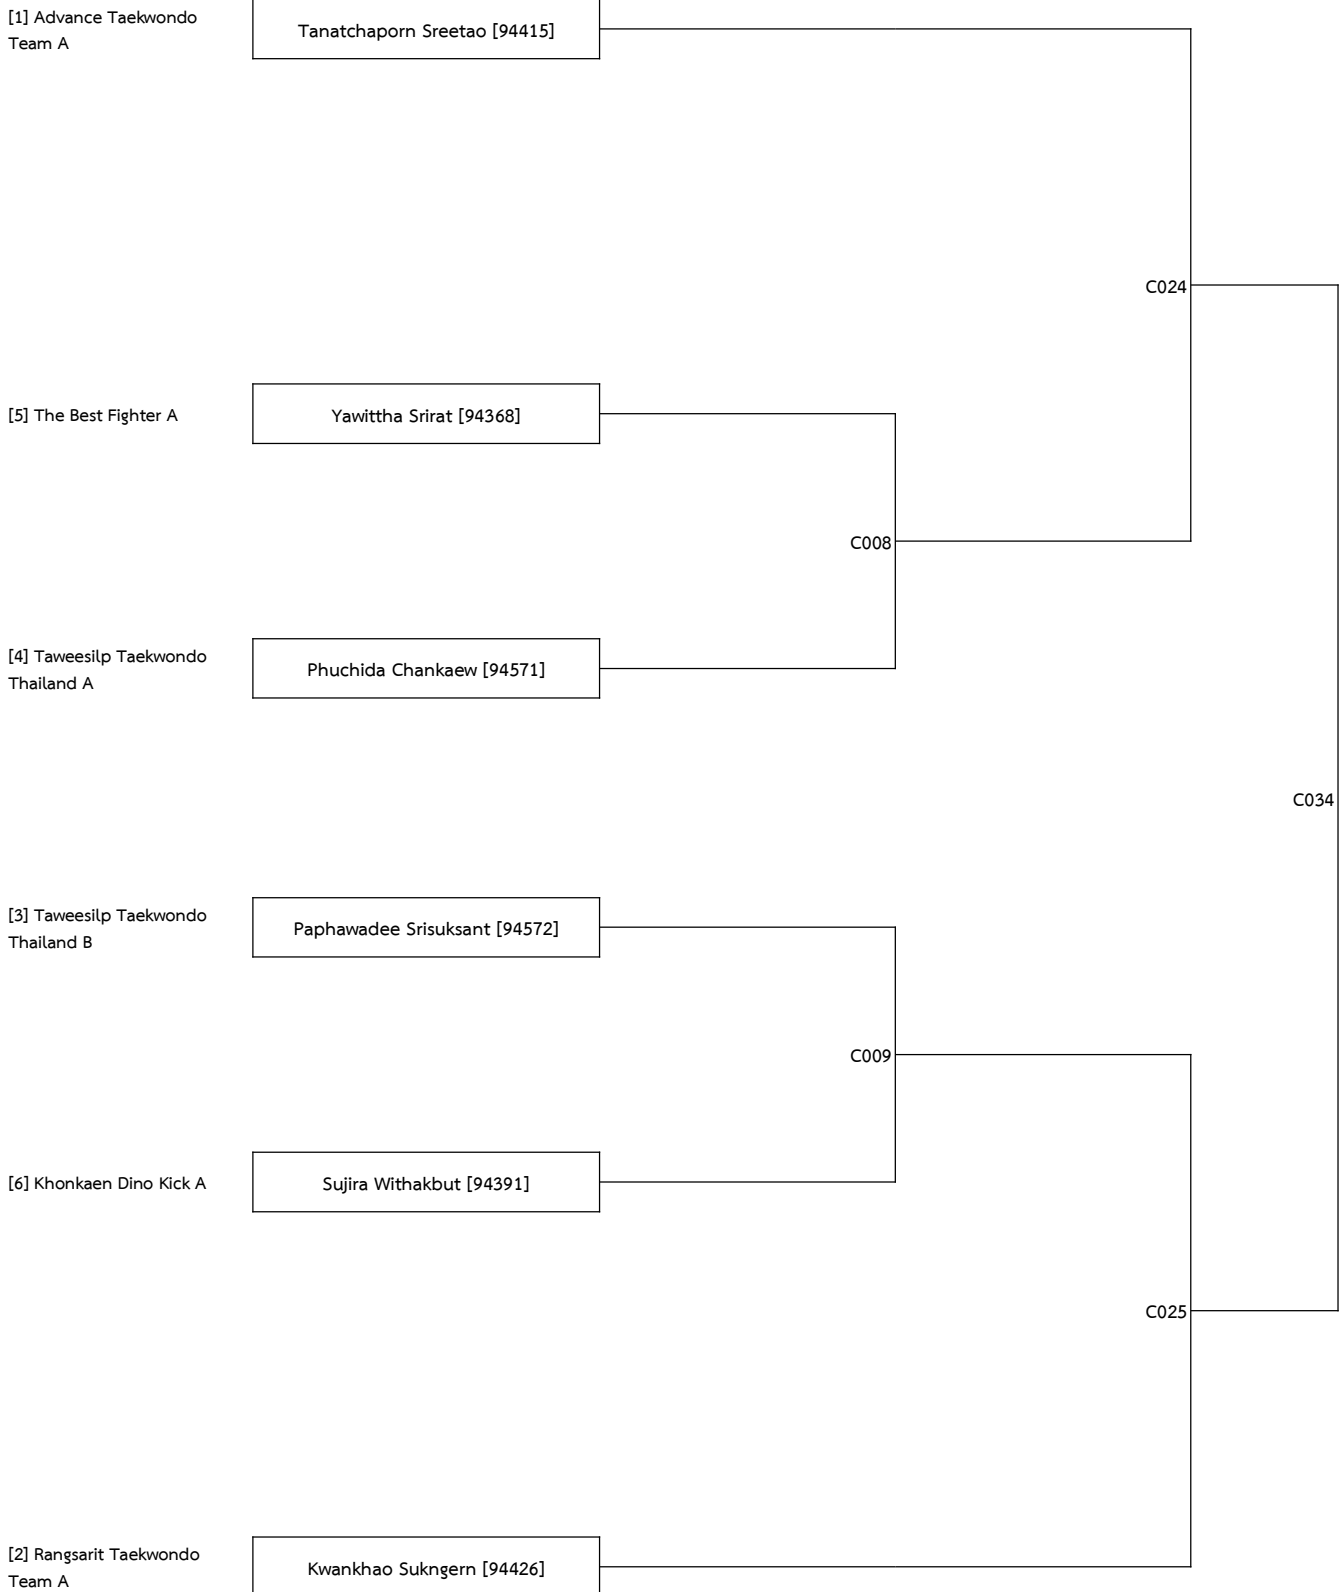 [1] Advance Taekwondo
Team A
Tanatchaporn Sreetao [94415]
C024
[5] The Best Fighter A
Yawittha Srirat [94368]
C008
[4] Taweesilp Taekwondo
Thailand A
Phuchida Chankaew [94571]
C034
[3] Taweesilp Taekwondo
Thailand B
Paphawadee Srisuksant [94572]
C009
[6] Khonkaen Dino Kick A
Sujira Withakbut [94391]
C025
[2] Rangsarit Taekwondo
Team A
Kwankhao Sukngern [94426]